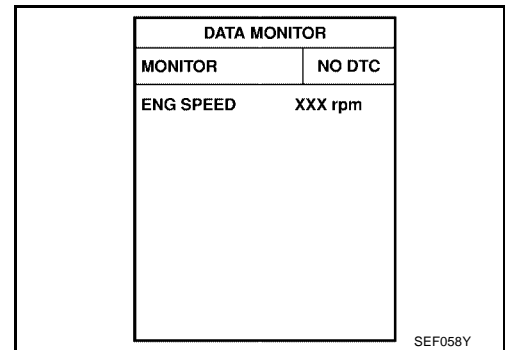 DATA MONITOR
MONITOR NO DTC
ENG SPEED XXX rpm
SEF058Y